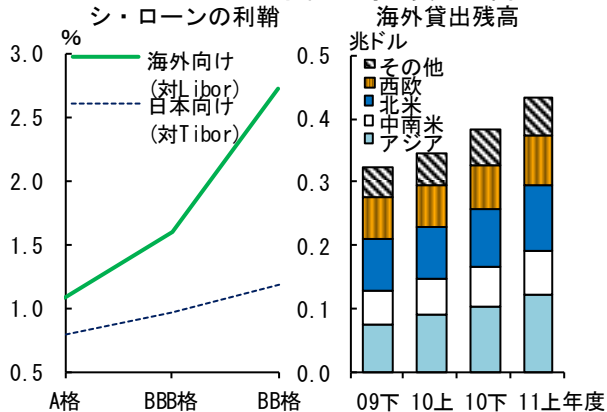 シ・ローンの利鞘
%
3.0
2.5
2.0
1.5
1.0
0.5
海外向け
(対Libor)
日本向け
(対Tibor)
A格
BBB格
BB格
海外貸出残高
兆ドル
0.5
0.4
0.3
0.2
0.1
0.0
その他
西欧
北米
中南米
アジア
09下
10上
10下
11上
年度